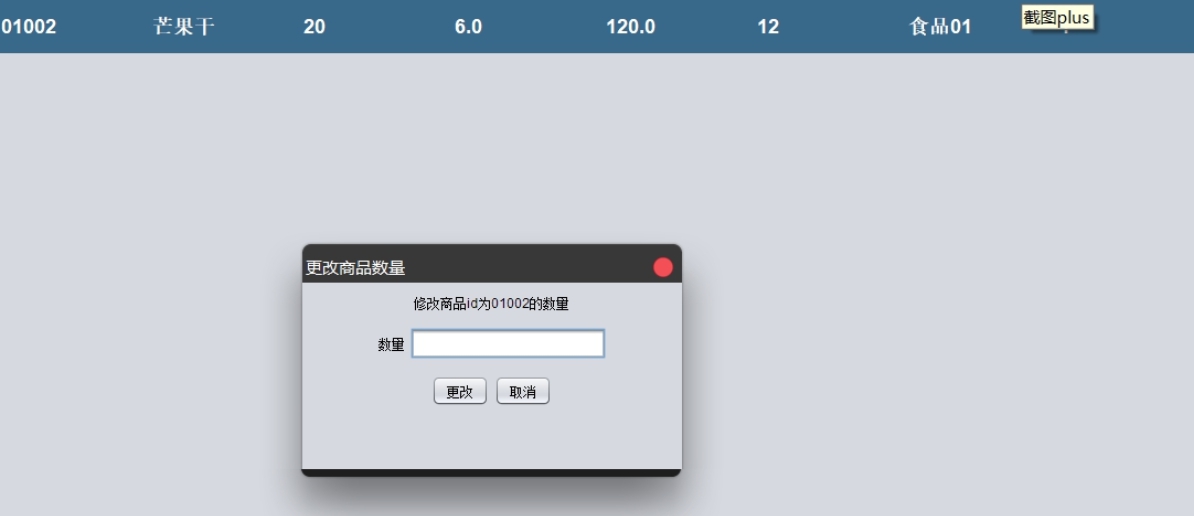 01002 芒果干 20 6.0 120.0 12 食品01
截图plus
更改商品数量
修改商品id为01002的数量
数量
更改 取消